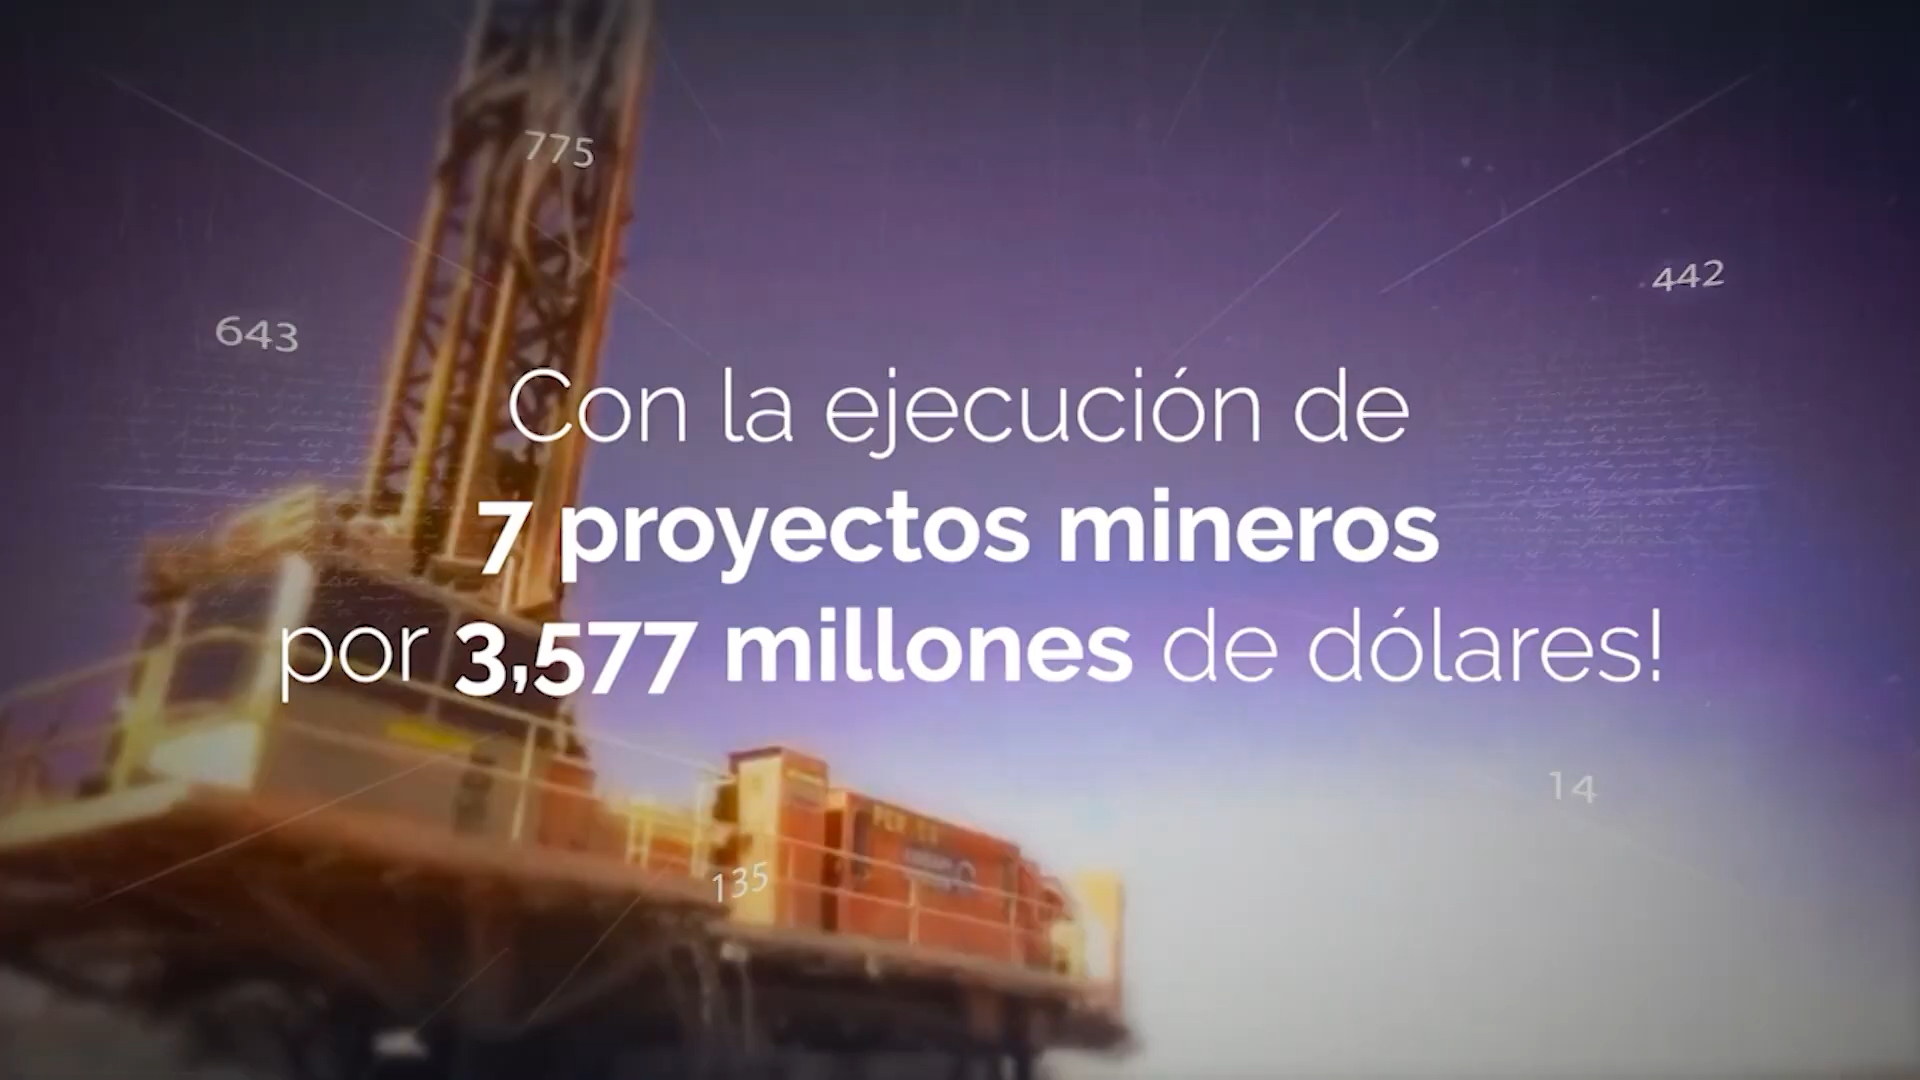 775
442
643
Con la ejecución de
7 proyectos mineros
por 3,577 millones de dólares!
14
135